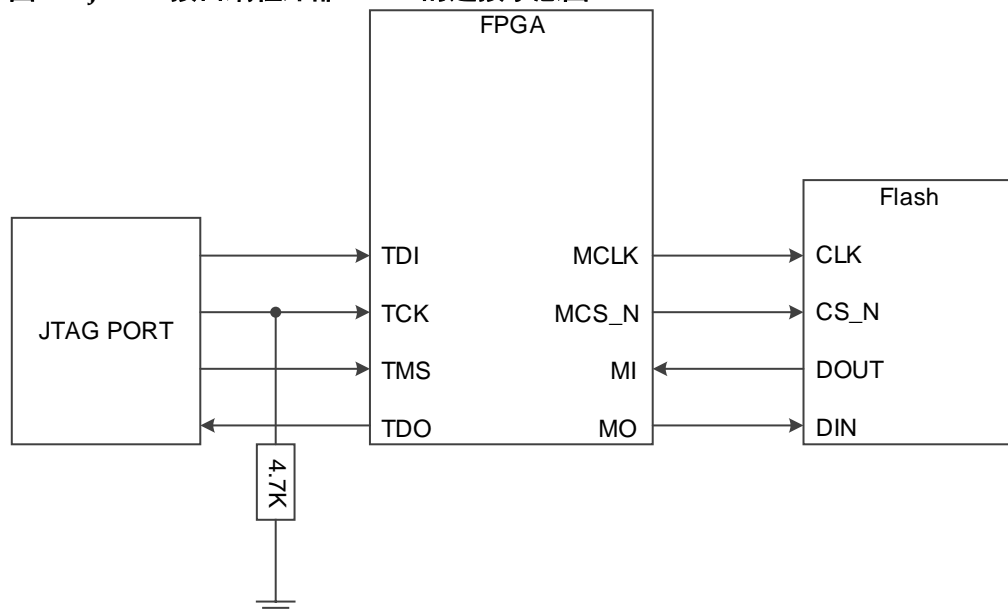 FPGA
Flash
JTAG PORT
TDI
TCK
TMS
TDO
MCLK
MCS_N
MI
MO
CLK
CS_N
DOUT
DIN
4.7K